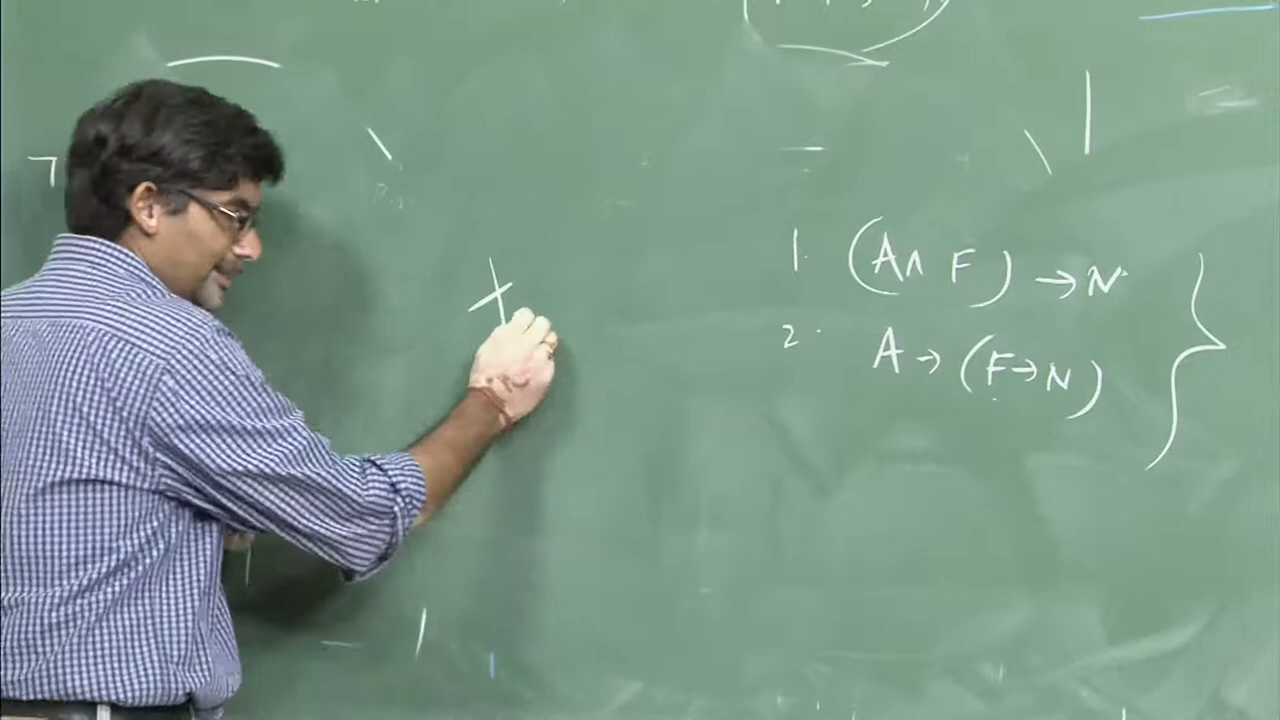 1. (A ∧ F) → N
2. A → (F → N)